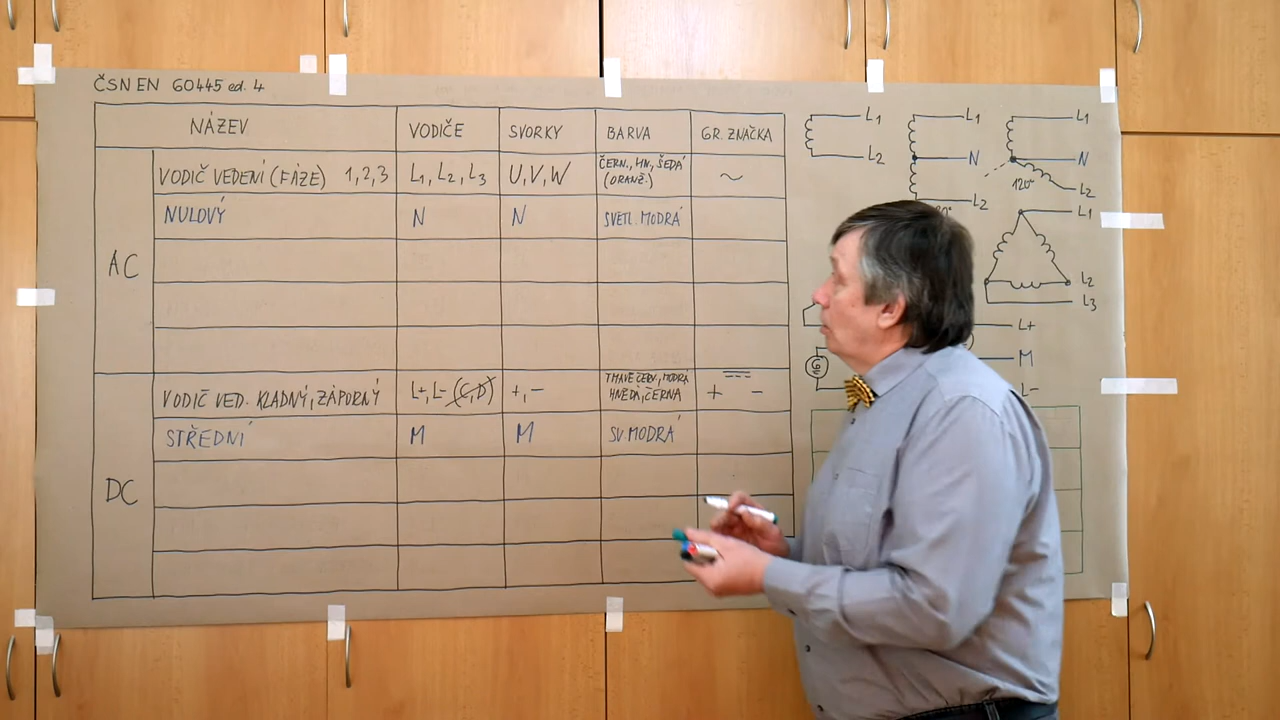 ČSN EN 60445 ed. 4
NÁZEV VODIČE SVORKY BARVA GR. ZNAČKA
AC
VODIČ VEDENÍ (FÁZE) 1,2,3 L1, L2, L3 U,V,W ČERN., HN., ŠEDÁ (ORANŽ.) ~
NULOVÝ N N SVĚTL. MODRÁ
DC
VODIČ VED. KLADNÝ, ZÁPORNÝ L+, L- (C,D) +,- TMAVĚ ČERV., MODRÁ HNĚDÁ, ČERNÁ + -
STŘEDNÍ M M SV. MODRÁ
L1
L2
L1
N
L2
L1
N
120°
L2
L1
L2
L3
G
L+
M
L-